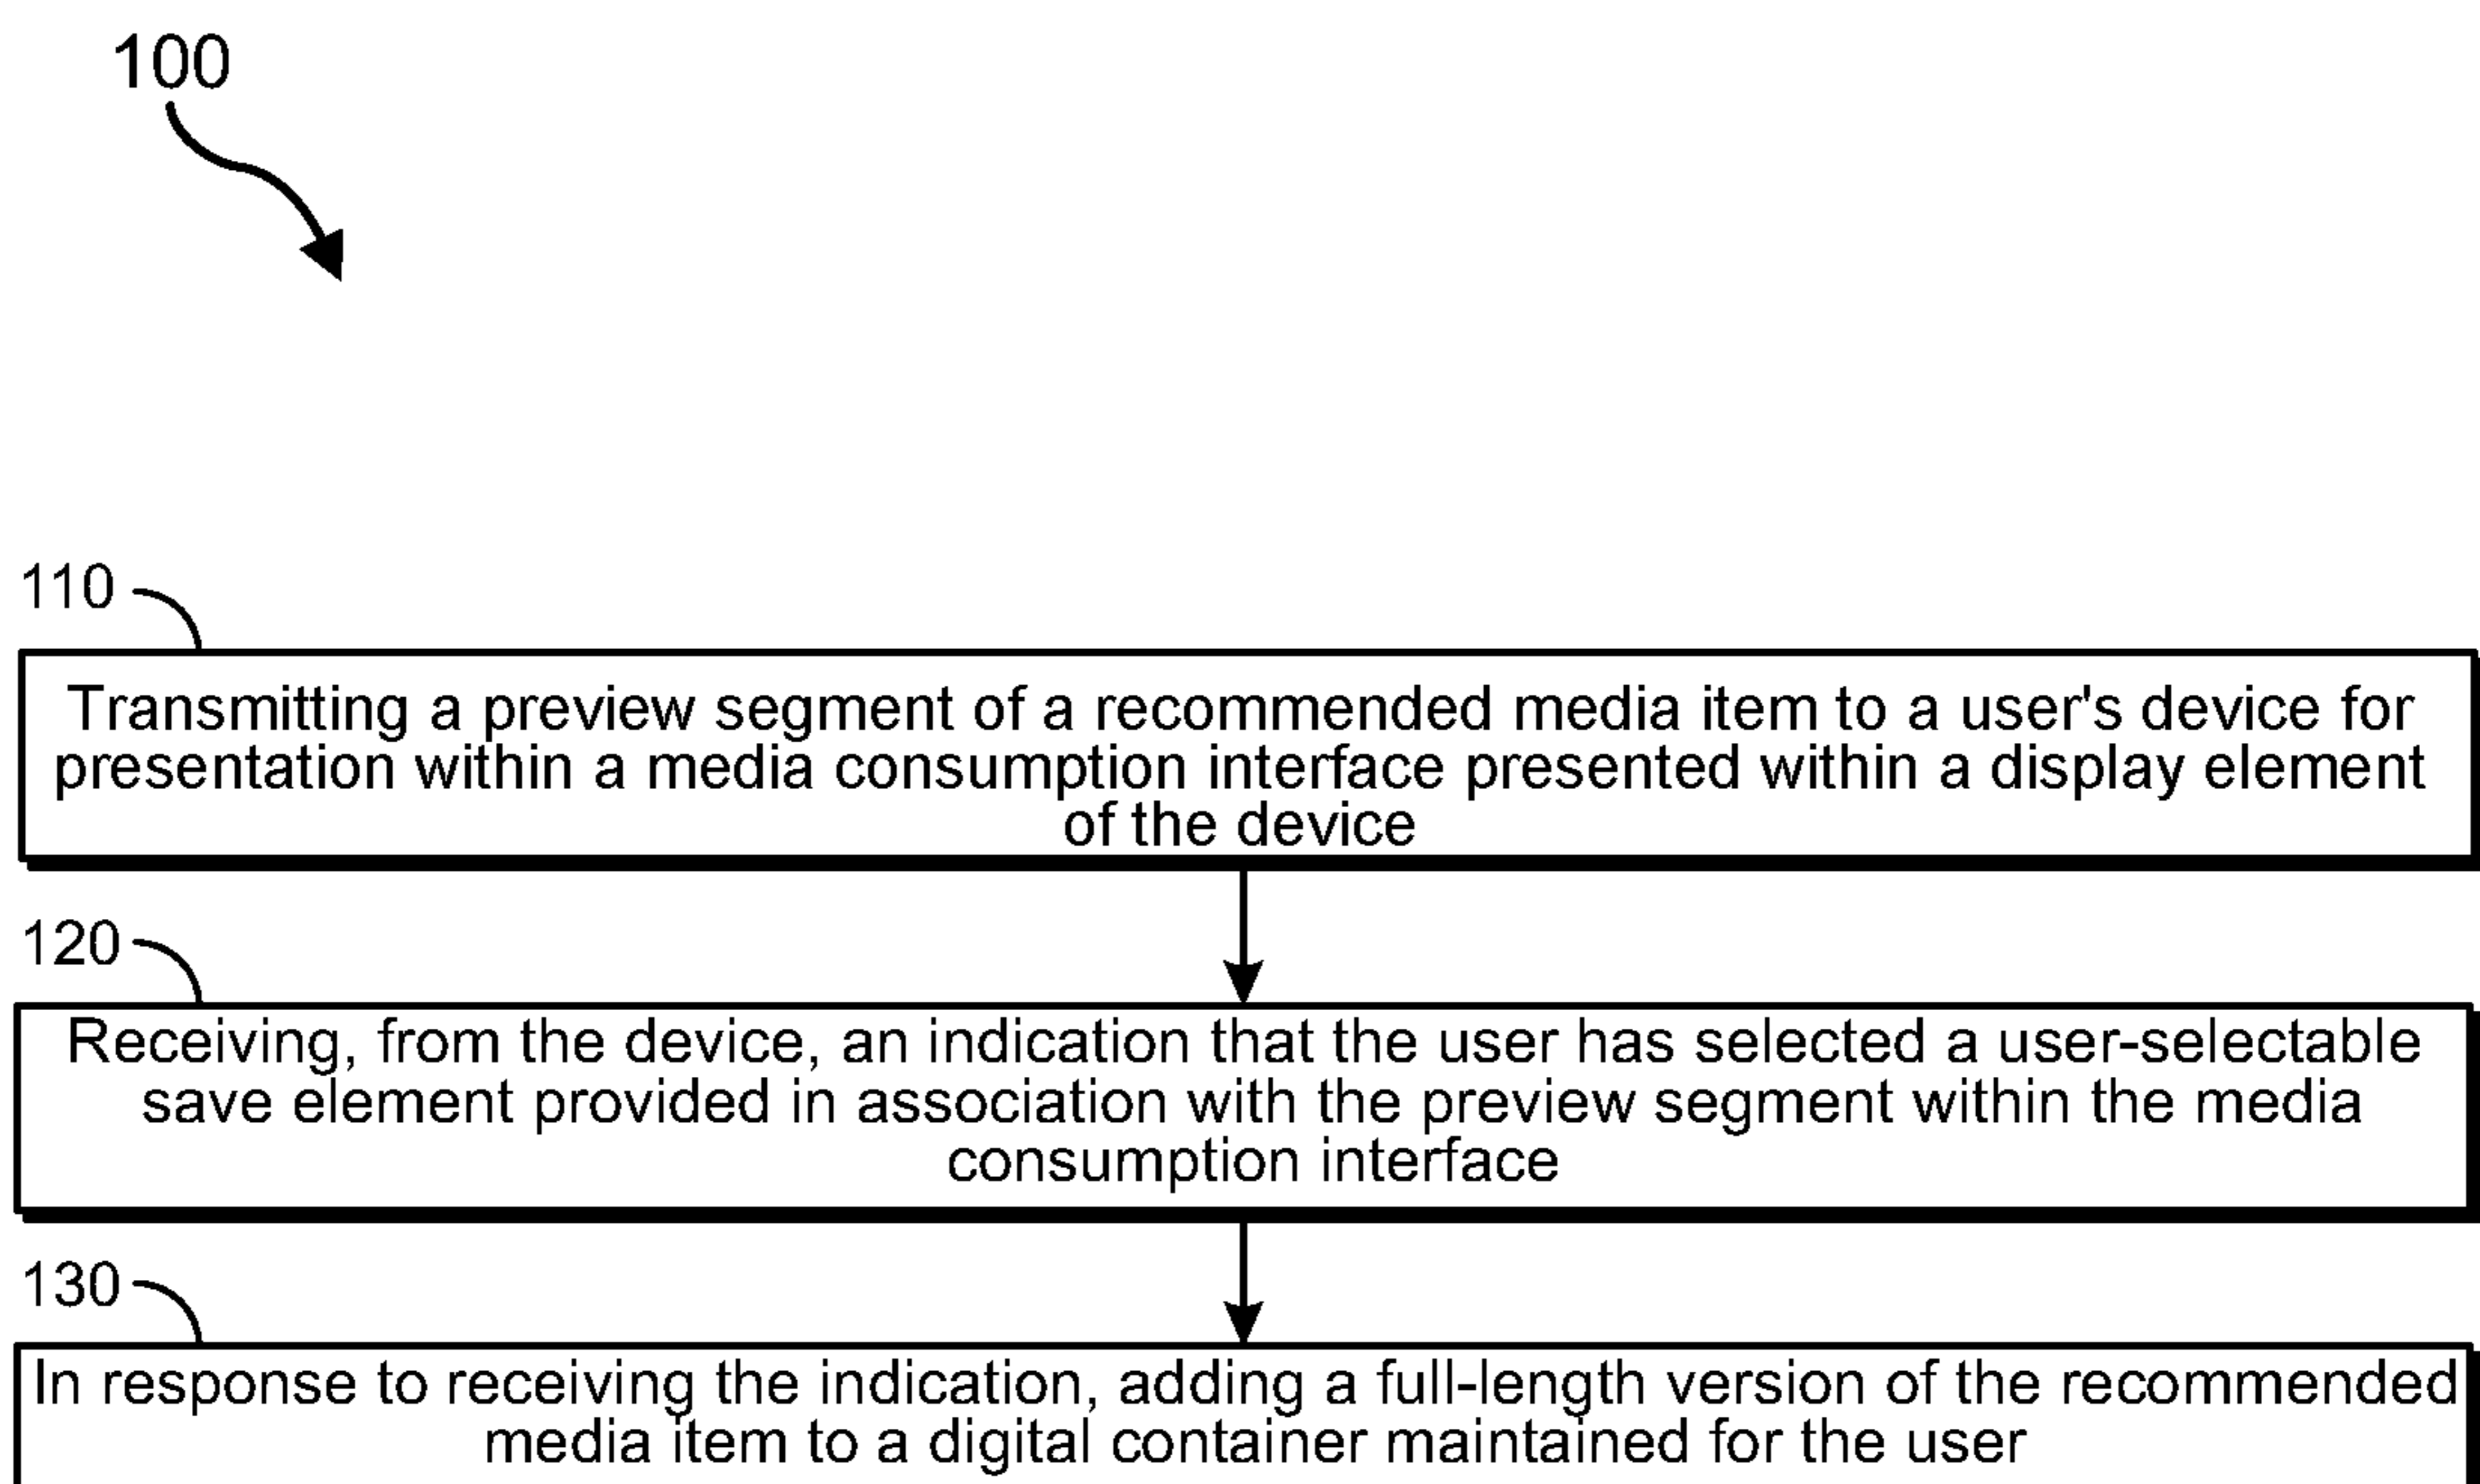 100
110
Transmitting a preview segment of a recommended media item to a user's device for
presentation within a media consumption interface presented within a display element
of the device
120
Receiving, from the device, an indication that the user has selected a user-selectable
save element provided in association with the preview segment within the media
consumption interface
130
In response to receiving the indication, adding a full-length version of the recommended
media item to a digital container maintained for the user